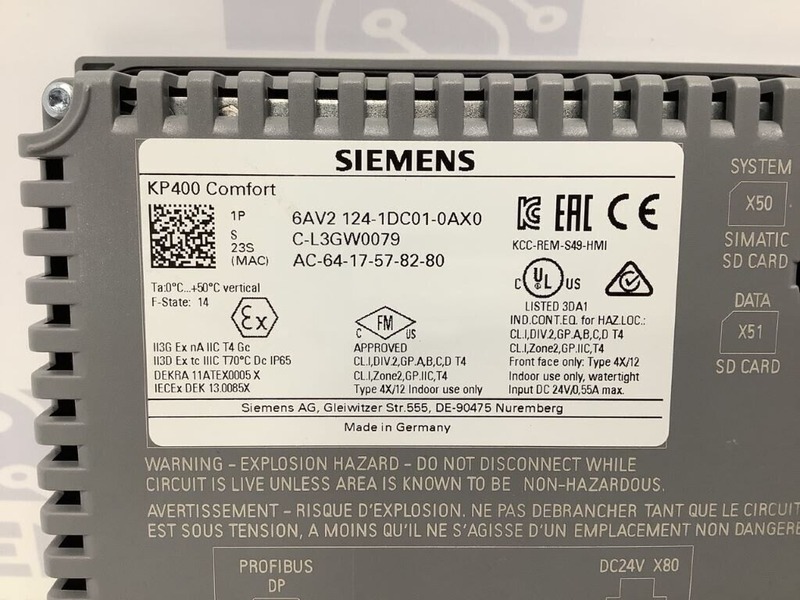 SIEMENS
KP400 Comfort
1P 6AV2 124-1DC01-0AX0
S C-L3GW0079
23S
(MAC) AC-64-17-57-82-80
KCC-REM-S49-HMI
Ta:0°C...+50°C vertical
F-State: 14
Ex
II3G Ex nA IIC T4 Gc
II3D Ex tc IIIC T70°C Dc IP65
DEKRA 11ATEX0005 X
IECEx DEK 13.0085X
C FM US
APPROVED
CL.I,DIV.2,GP.A,B,C,D T4
CL.I,Zone2,GP.IIC,T4
Type 4X/12 Indoor use only
EAC CE
C UL US
LISTED 3DA1
IND.CONT.EQ. for HAZ.LOC.:
CL.I,DIV.2,GP.A,B,C,D T4
CL.I,Zone2,GP.IIC,T4
Front face only: Type 4X/12
Indoor use only, watertight
Input DC 24V/0,55A max.
Siemens AG, Gleiwitzer Str.555, DE-90475 Nuremberg
Made in Germany
SYSTEM
X50
SIMATIC
SD CARD
DATA
X51
SD CARD
WARNING - EXPLOSION HAZARD - DO NOT DISCONNECT WHILE
CIRCUIT IS LIVE UNLESS AREA IS KNOWN TO BE NON-HAZARDOUS.
AVERTISSEMENT - RISQUE D'EXPLOSION. NE PAS DEBRANCHER TANT QUE LE CIRCUIT
EST SOUS TENSION, A MOINS QU'IL NE S'AGISSE D'UN EMPLACEMENT NON DANGERE
PROFIBUS
DP
DC24V X80